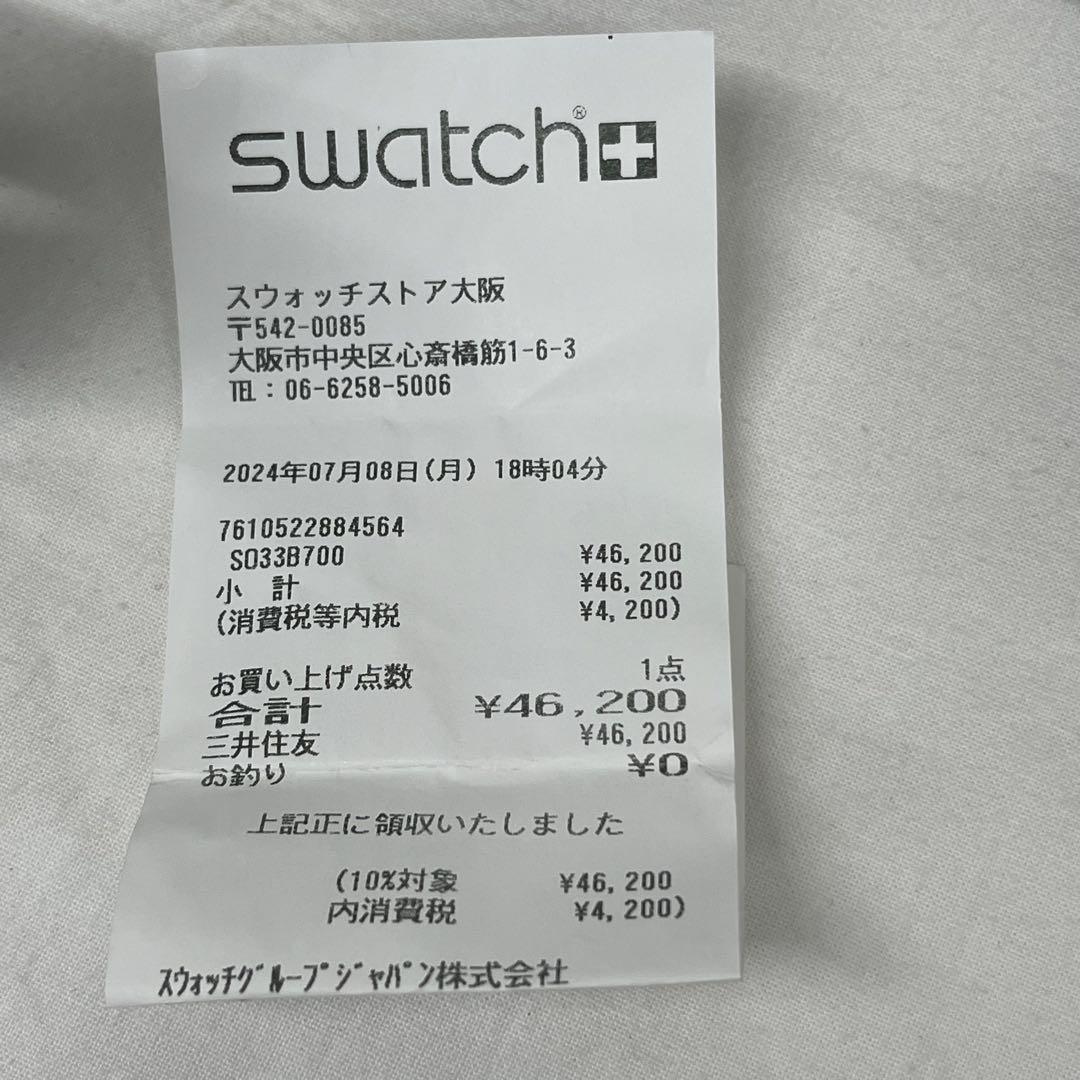 swatch®
スウォッチストア大阪
〒542-0085
大阪市中央区心斎橋筋1-6-3
TEL：06-6258-5006
2024年07月08日(月) 18時04分
7610522884564
SO33B700 ¥46,200
小 計 ¥46,200
(消費税等内税 ¥4,200)
お買い上げ点数 1点
合計 ¥46,200
三井住友 ¥46,200
お釣り ¥0
上記正に領収いたしました
(10%対象 ¥46,200
内消費税 ¥4,200)
ｽｳｫｯﾁｸﾞﾙｰﾌﾟｼﾞｬﾊﾟﾝ株式会社